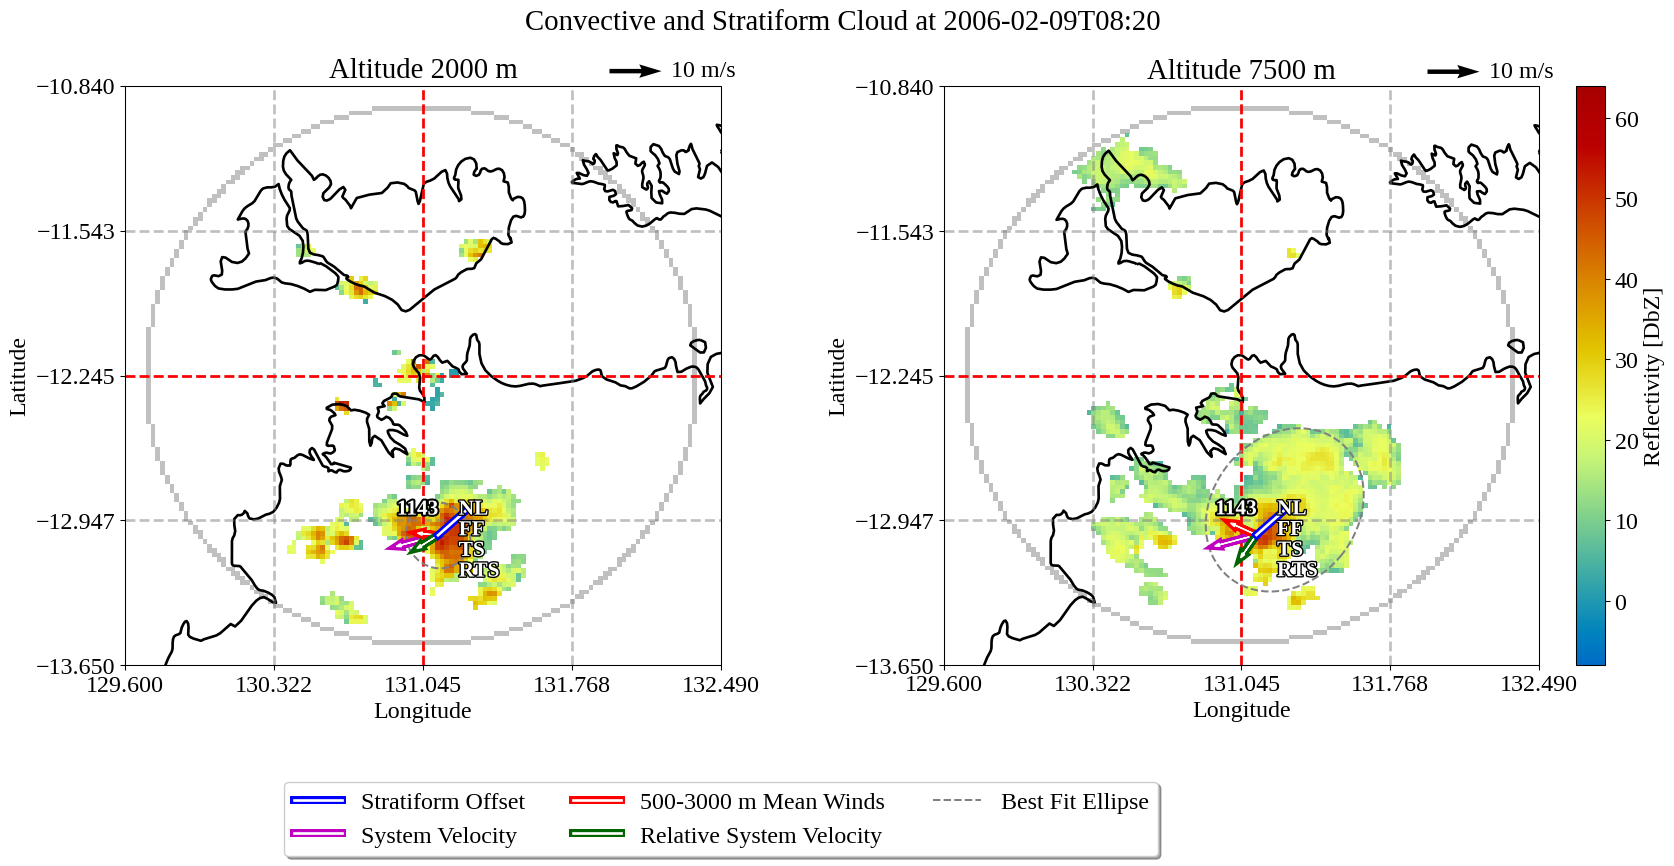 Convective and Stratiform Cloud at 2006-02-09T08:20
Altitude 2000 m
10 m/s
−10.840
−11.543
−12.245
−12.947
−13.650
Latitude
129.600
130.322
131.045
131.768
132.490
Longitude
1143
NL
FF
TS
RTS
Altitude 7500 m
10 m/s
−10.840
−11.543
−12.245
−12.947
−13.650
Latitude
129.600
130.322
131.045
131.768
132.490
Longitude
1143
NL
FF
TS
RTS
60
50
40
30
20
10
0
Reflectivity [DbZ]
Stratiform Offset
System Velocity
500-3000 m Mean Winds
Relative System Velocity
Best Fit Ellipse